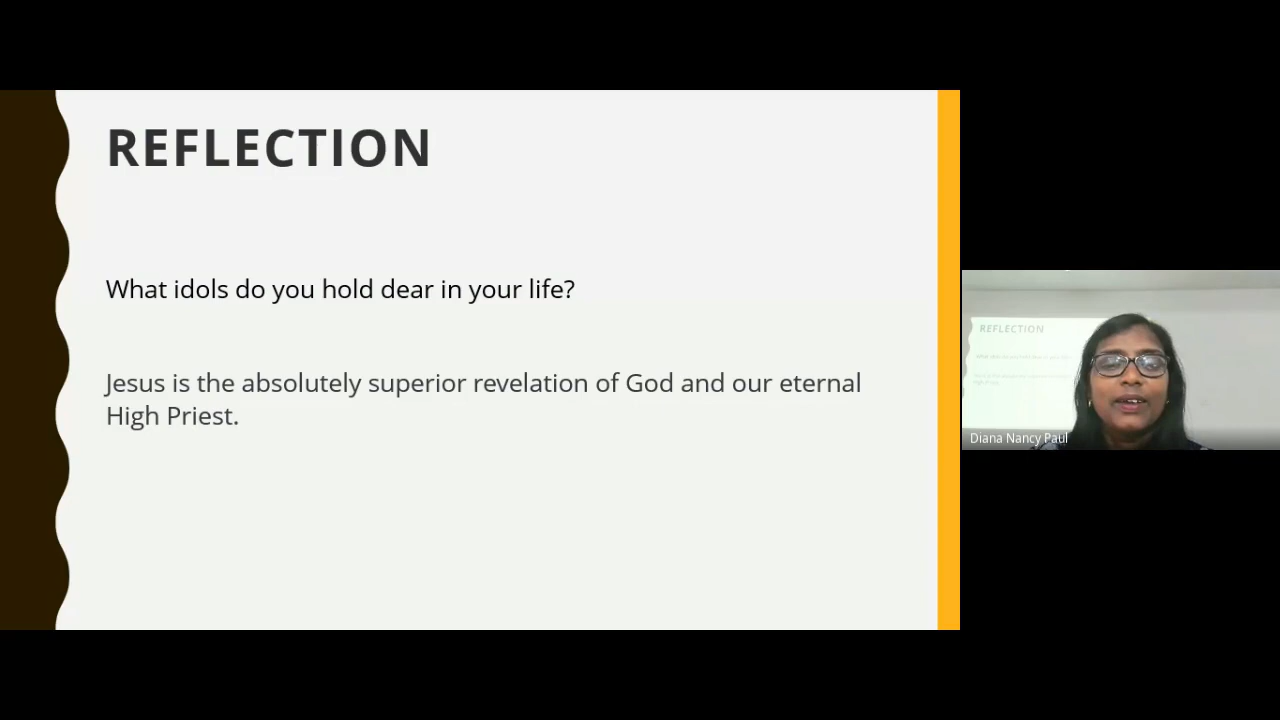 REFLECTION
What idols do you hold dear in your life?
Jesus is the absolutely superior revelation of God and our eternal
High Priest.
REFLECTION
Diana Nancy Paul